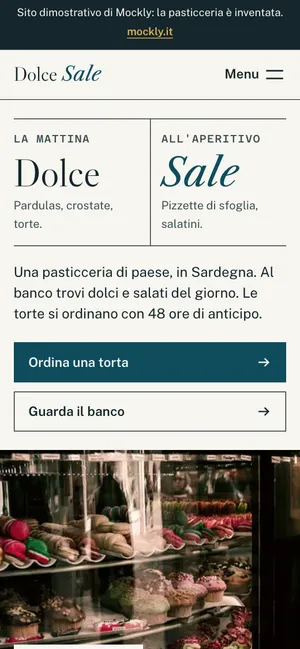 Sito dimostrativo di Mockly: la pasticceria è inventata.
mockly.it
Dolce Sale
Menu
LA MATTINA
Dolce
Pardulas, crostate,
torte.
ALL'APERITIVO
Sale
Pizzette di sfoglia,
salatini.
Una pasticceria di paese, in Sardegna. Al
banco trovi dolci e salati del giorno. Le
torte si ordinano con 48 ore di anticipo.
Ordina una torta →
Guarda il banco →